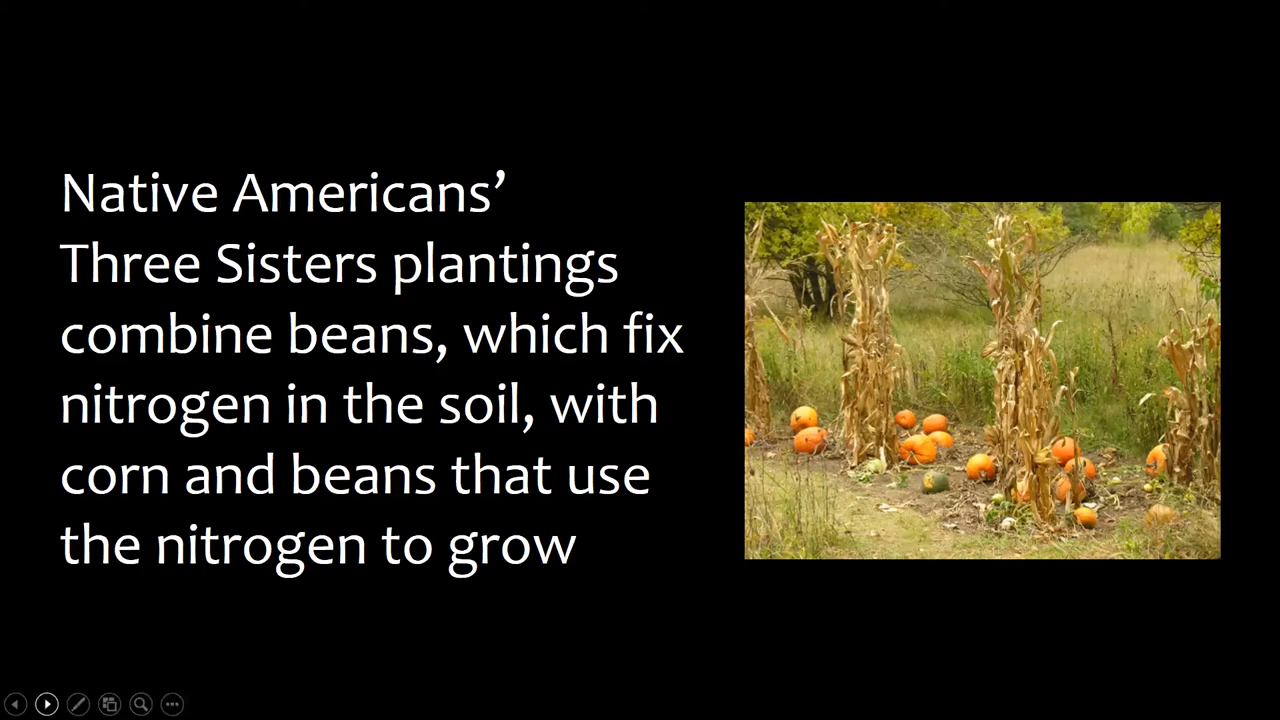 Native Americans’
Three Sisters plantings
combine beans, which fix
nitrogen in the soil, with
corn and beans that use
the nitrogen to grow